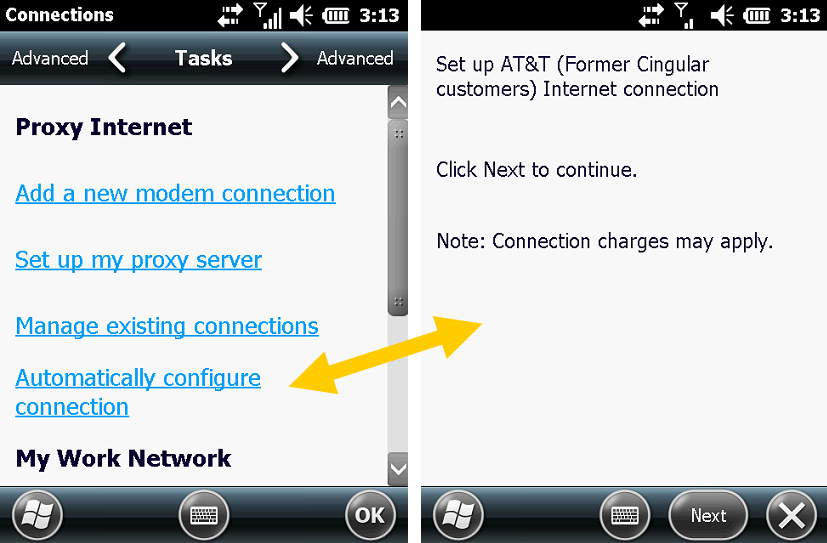 Connections 3:13
Advanced Tasks Advanced
Proxy Internet
Add a new modem connection
Set up my proxy server
Manage existing connections
Automatically configure
connection
My Work Network
OK
3:13
Set up AT&T (Former Cingular
customers) Internet connection
Click Next to continue.
Note: Connection charges may apply.
Next